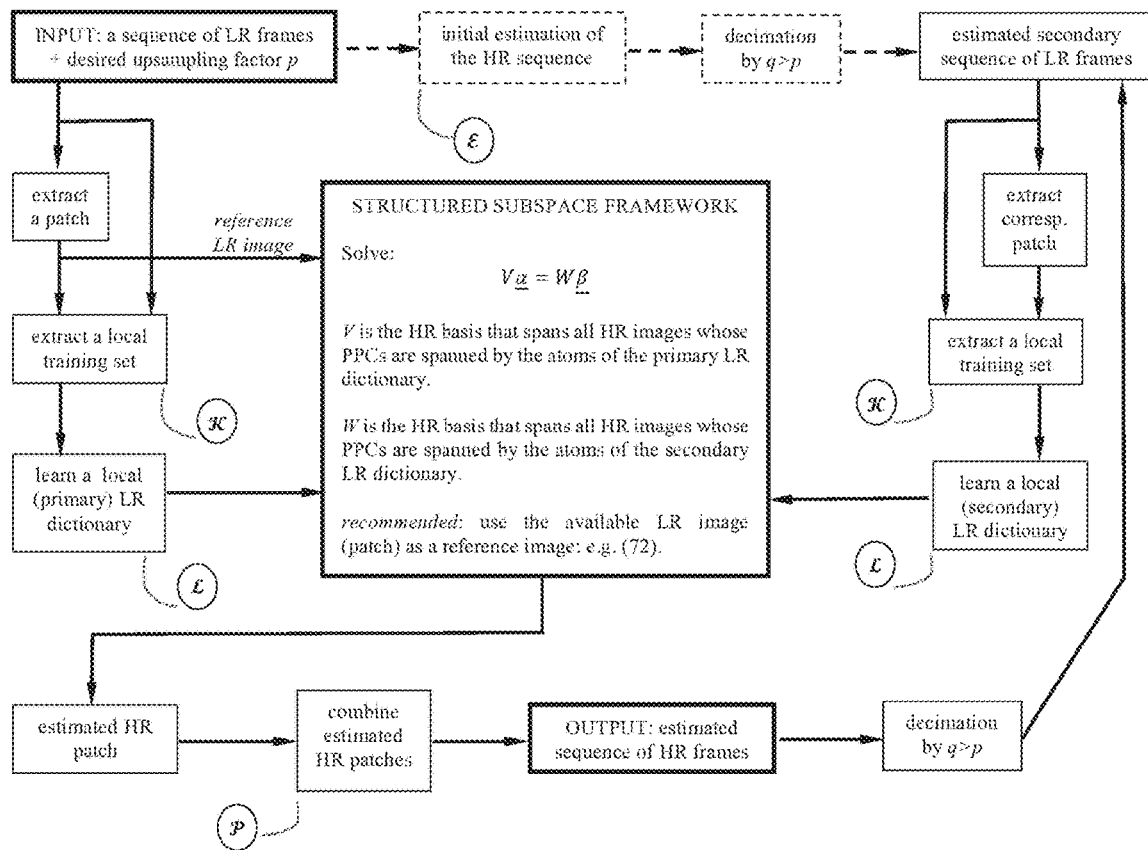 INPUT: a sequence of LR frames
+ desired upsampling factor p
initial estimation of
the HR sequence
decimation
by q>p
estimated secondary
sequence of LR frames
ℰ
extract
a patch
reference
LR image
STRUCTURED SUBSPACE FRAMEWORK
Solve:
Vα = Wβ
V is the HR basis that spans all HR images whose
PPCs are spanned by the atoms of the primary LR
dictionary.
W is the HR basis that spans all HR images whose
PPCs are spanned by the atoms of the secondary
LR dictionary.
recommended: use the available LR image
(patch) as a reference image: e.g. (72).
extract
corresp.
patch
extract a local
training set
𝒦
extract a local
training set
𝒦
learn a local
(primary) LR
dictionary
ℒ
learn a local
(secondary)
LR dictionary
ℒ
estimated HR
patch
combine
estimated
HR patches
OUTPUT: estimated
sequence of HR frames
decimation
by q>p
𝒫